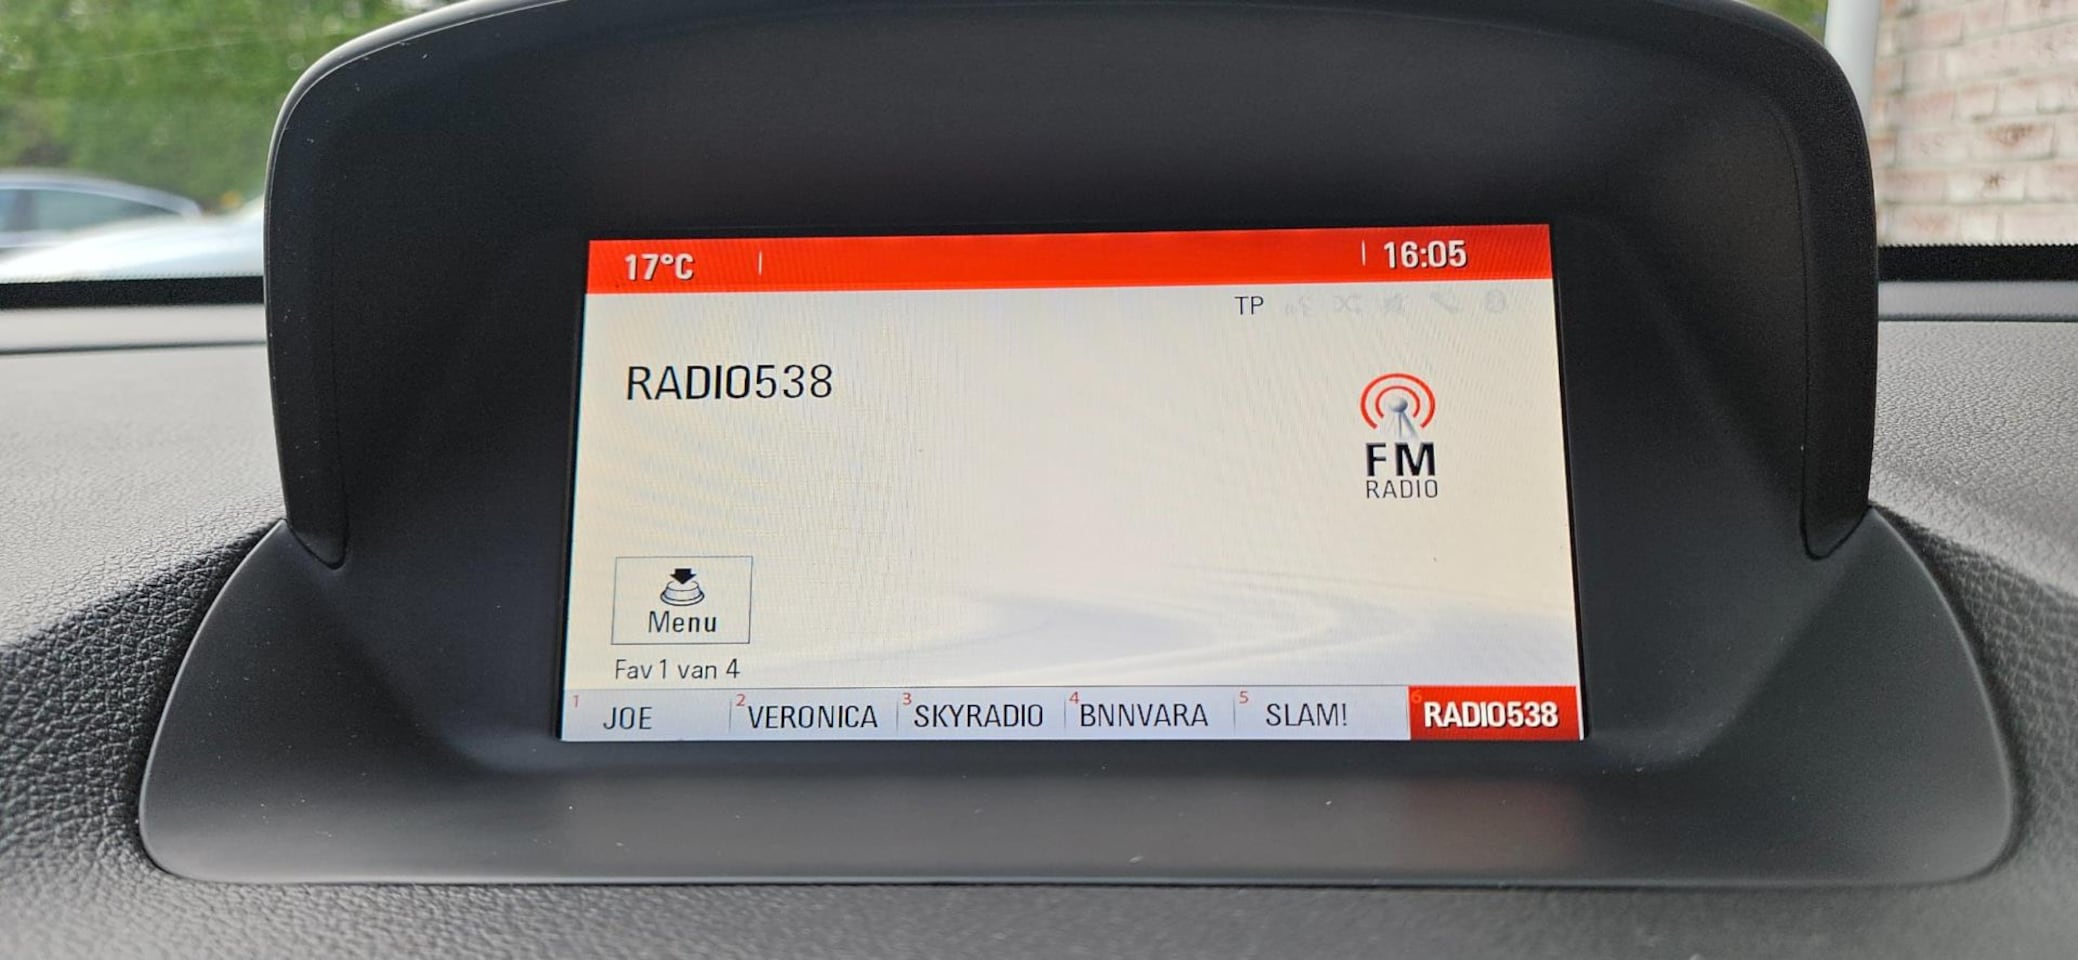 17°C
16:05
TP
RADIO538
FM
RADIO
Menu
Fav 1 van 4
1 JOE 2 VERONICA 3 SKYRADIO 4 BNNVARA 5 SLAM! 6 RADIO538